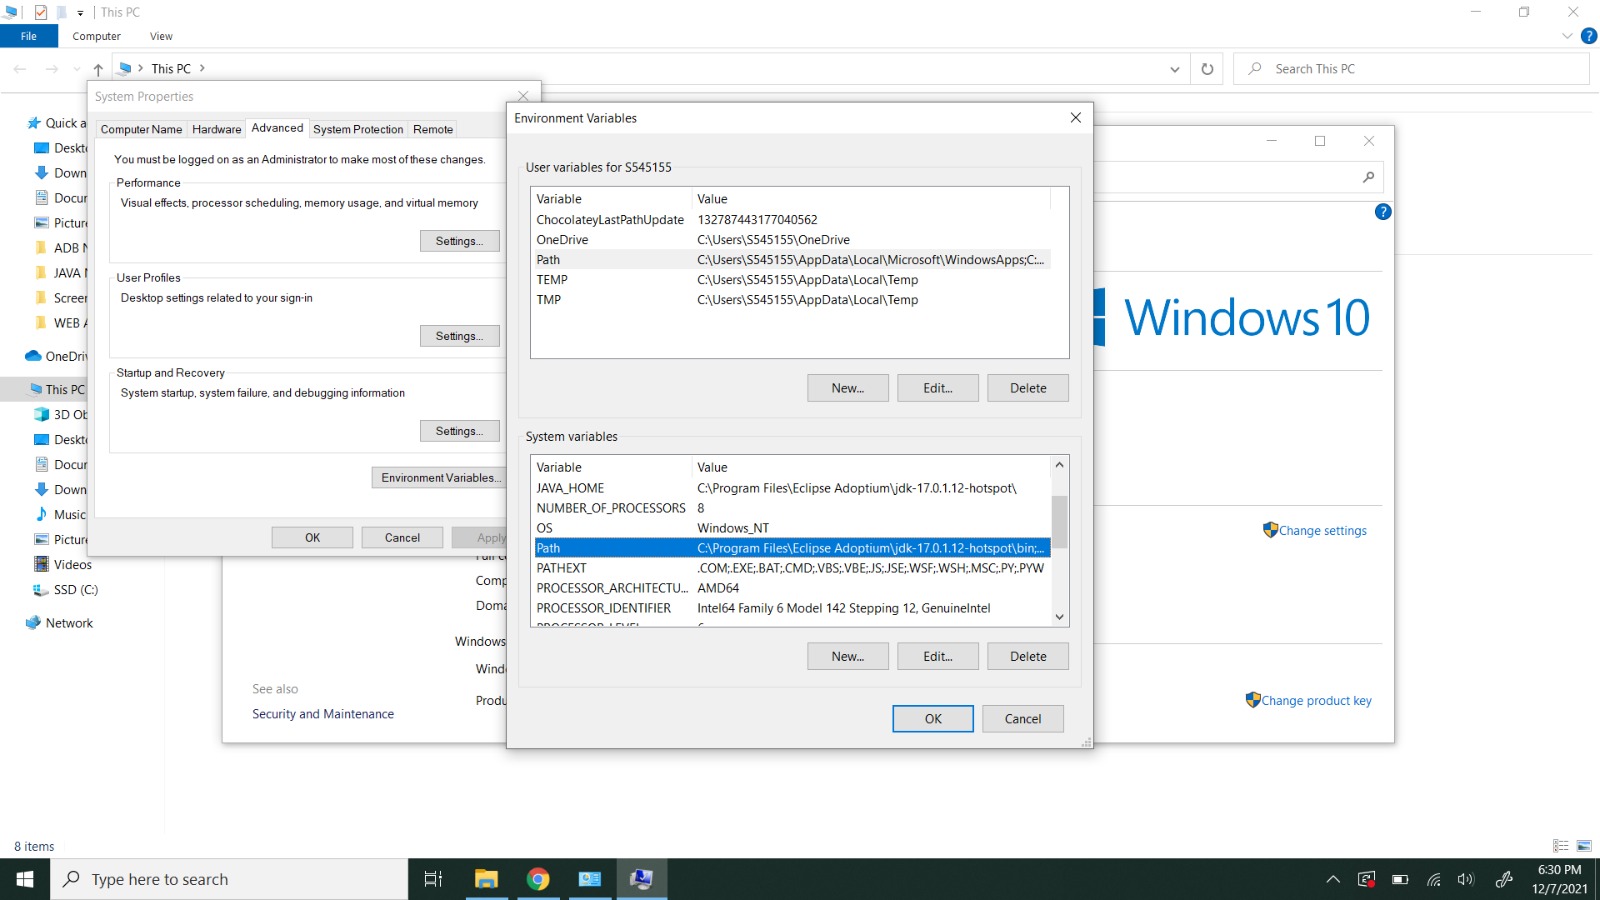 This PC
File
Computer
View
This PC
Search This PC
Quick a
Deskt
Down
Docur
Picture
ADB N
JAVA N
Screen
WEB A
OneDriv
This PC
3D Ob
Deskt
Docur
Down
Music
Picture
Videos
SSD (C:)
Network
8 items
System Properties
Computer Name
Hardware
Advanced
System Protection
Remote
You must be logged on as an Administrator to make most of these changes.
Performance
Visual effects, processor scheduling, memory usage, and virtual memory
Settings...
User Profiles
Desktop settings related to your sign-in
Settings...
Startup and Recovery
System startup, system failure, and debugging information
Settings...
Environment Variables...
OK
Cancel
Apply
Environment Variables
User variables for S545155
Variable Value
ChocolateyLastPathUpdate 132787443177040562
OneDrive C:\Users\S545155\OneDrive
Path C:\Users\S545155\AppData\Local\Microsoft\WindowsApps;C:...
TEMP C:\Users\S545155\AppData\Local\Temp
TMP C:\Users\S545155\AppData\Local\Temp
New...
Edit...
Delete
System variables
Variable Value
JAVA_HOME C:\Program Files\Eclipse Adoptium\jdk-17.0.1.12-hotspot\
NUMBER_OF_PROCESSORS 8
OS Windows_NT
Path C:\Program Files\Eclipse Adoptium\jdk-17.0.1.12-hotspot\bin;...
PATHEXT .COM;.EXE;.BAT;.CMD;.VBS;.VBE;.JS;.JSE;.WSF;.WSH;.MSC;.PY;.PYW
PROCESSOR_ARCHITECTU... AMD64
PROCESSOR_IDENTIFIER Intel64 Family 6 Model 142 Stepping 12, GenuineIntel
New...
Edit...
Delete
OK
Cancel
Windows 10
Change settings
Comp
Doma
Windows
Windo
Produ
Change product key
See also
Security and Maintenance
Type here to search
6:30 PM
12/7/2021